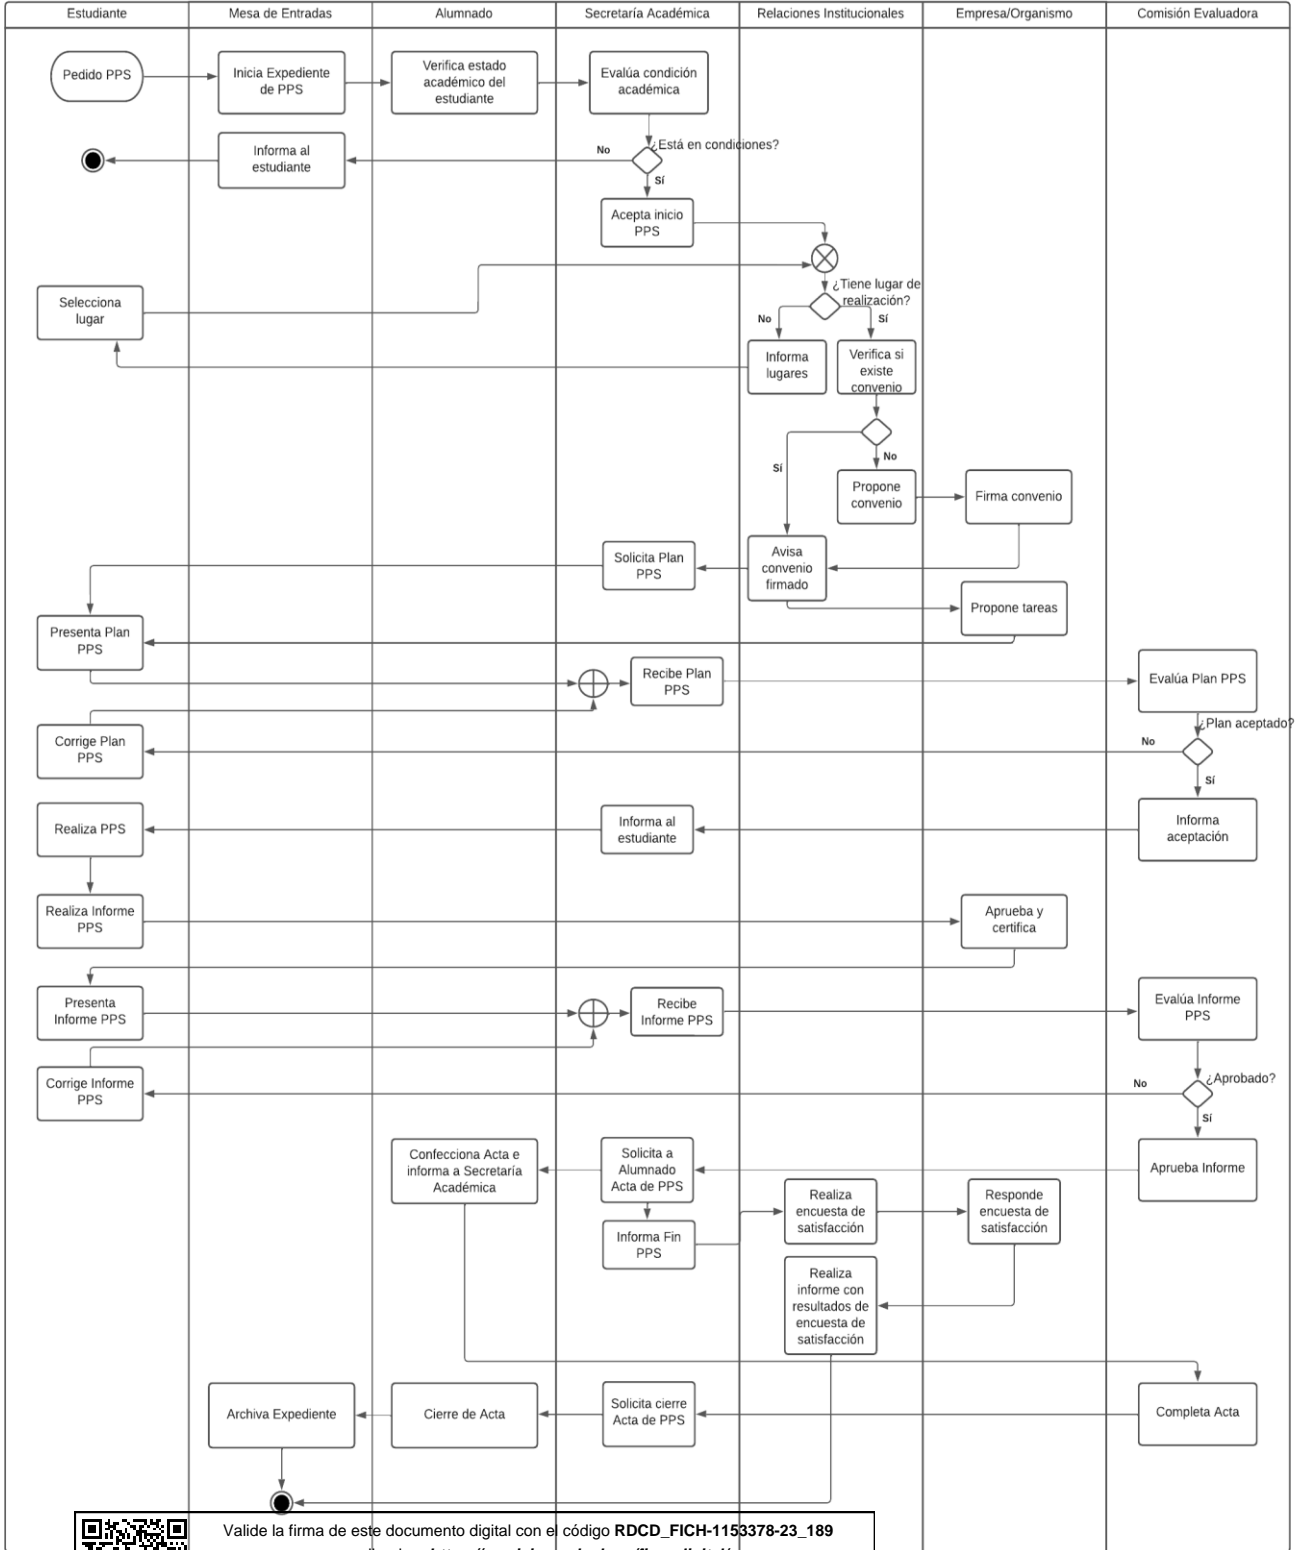 Estudiante
Mesa de Entradas
Alumnado
Secretaría Académica
Relaciones Institucionales
Empresa/Organismo
Comisión Evaluadora
Pedido PPS
Inicia Expediente
de PPS
Verifica estado
académico del
estudiante
Evalúa condición
académica
¿Está en condiciones?
No
Sí
Informa al
estudiante
Acepta inicio
PPS
¿Tiene lugar de
realización?
No
Sí
Selecciona
lugar
Informa
lugares
Verifica si
existe
convenio
Sí
No
Propone
convenio
Firma convenio
Avisa
convenio
firmado
Solicita Plan
PPS
Propone tareas
Presenta Plan
PPS
Recibe Plan
PPS
Evalúa Plan PPS
¿Plan aceptado?
No
Sí
Corrige Plan
PPS
Informa
aceptación
Informa al
estudiante
Realiza PPS
Realiza Informe
PPS
Aprueba y
certifica
Presenta
Informe PPS
Recibe
Informe PPS
Evalúa Informe
PPS
¿Aprobado?
No
Sí
Corrige Informe
PPS
Aprueba Informe
Solicita a
Alumnado
Acta de PPS
Confecciona Acta e
informa a Secretaría
Académica
Informa Fin
PPS
Realiza
encuesta de
satisfacción
Responde
encuesta de
satisfacción
Realiza
informe con
resultados de
encuesta de
satisfacción
Completa Acta
Solicita cierre
Acta de PPS
Cierre de Acta
Archiva Expediente
Valide la firma de este documento digital con el código RDCD_FICH-1153378-23_189